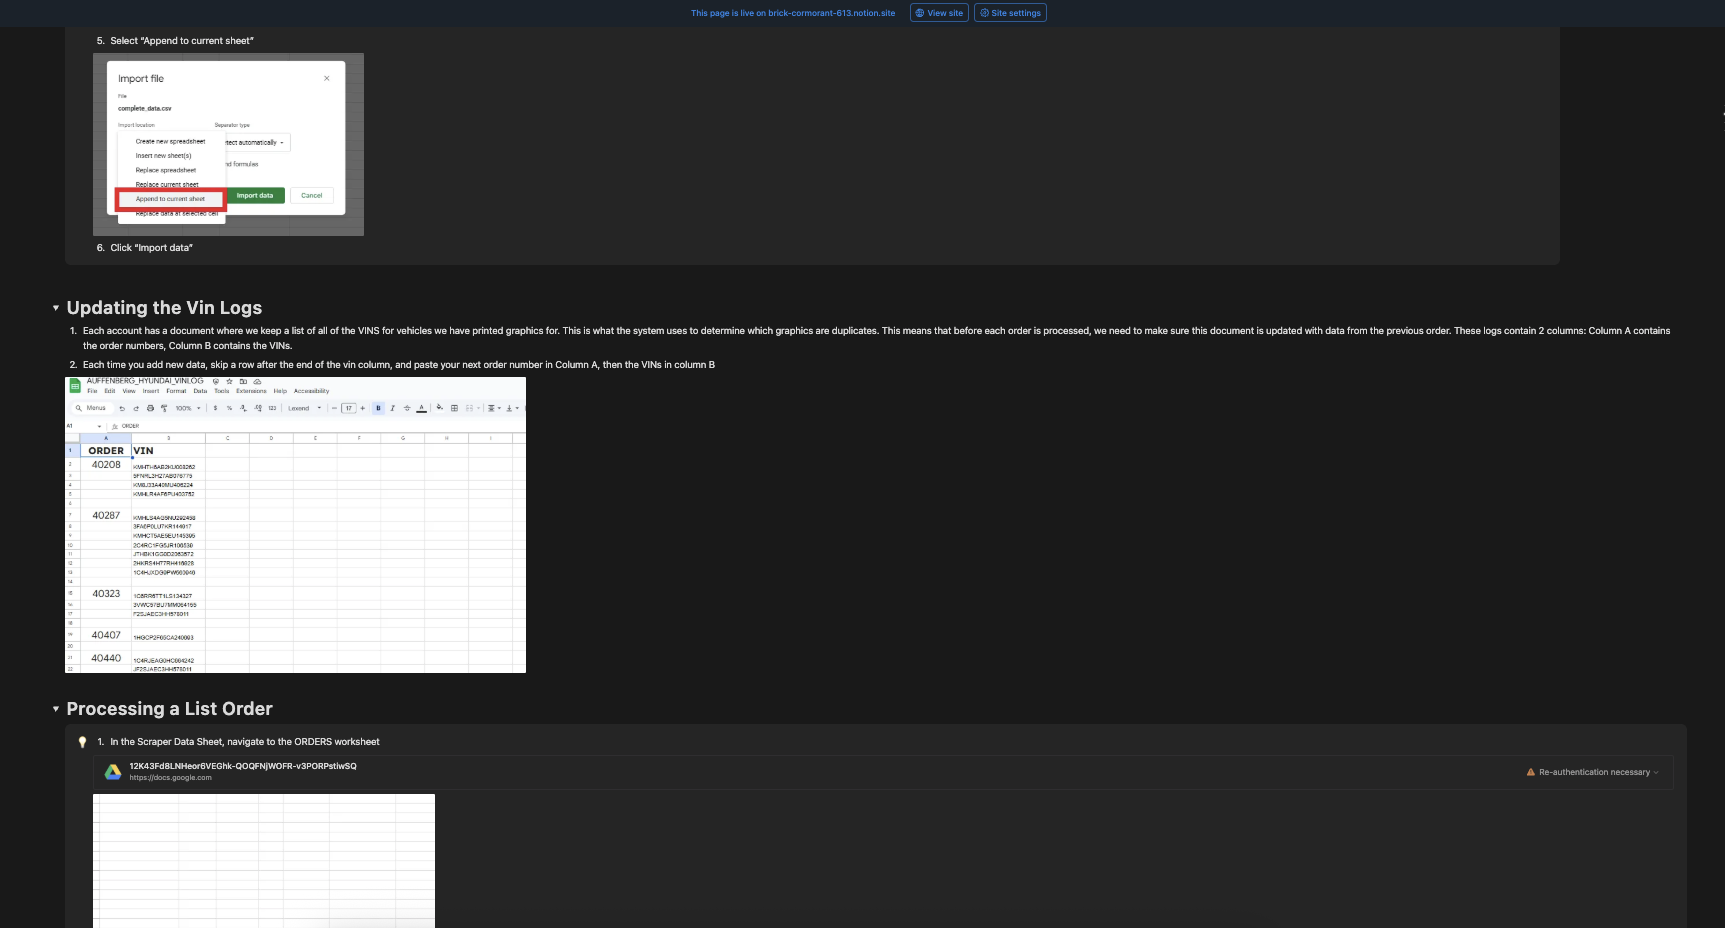 This page is live on brick-cormorant-613.notion.site
View site
Site settings
5. Select “Append to current sheet”
Import file
File
complete_data.csv
Import location
Separator type
Create new spreadsheet
Insert new sheet(s)
Replace spreadsheet
Replace current sheet
Append to current sheet
Replace data at selected cell
tect automatically
nd formulas
Import data
Cancel
6. Click “Import data”
Updating the Vin Logs
1. Each account has a document where we keep a list of all of the VINS for vehicles we have printed graphics for. This is what the system uses to determine which graphics are duplicates. This means that before each order is processed, we need to make sure this document is updated with data from the previous order. These logs contain 2 columns: Column A contains
the order numbers, Column B contains the VINs.
2. Each time you add new data, skip a row after the end of the vin column, and paste your next order number in Column A, then the VINs in column B
AUFFENBERG_HYUNDAI_VINLOG
File Edit View Insert Format Data Tools Extensions Help Accessibility
Menus 100% $ % 123 Lexend 17 B I A
A1 ORDER
A B C D E F G H I
1 ORDER VIN
2 40208
7 40287
15 40323
19 40407
21 40440
Processing a List Order
1. In the Scraper Data Sheet, navigate to the ORDERS worksheet
12K43Fd8LNHeor6VEGhk-QOQFNjWOFR-v3PORPstiwSQ
https://docs.google.com
Re-authentication necessary